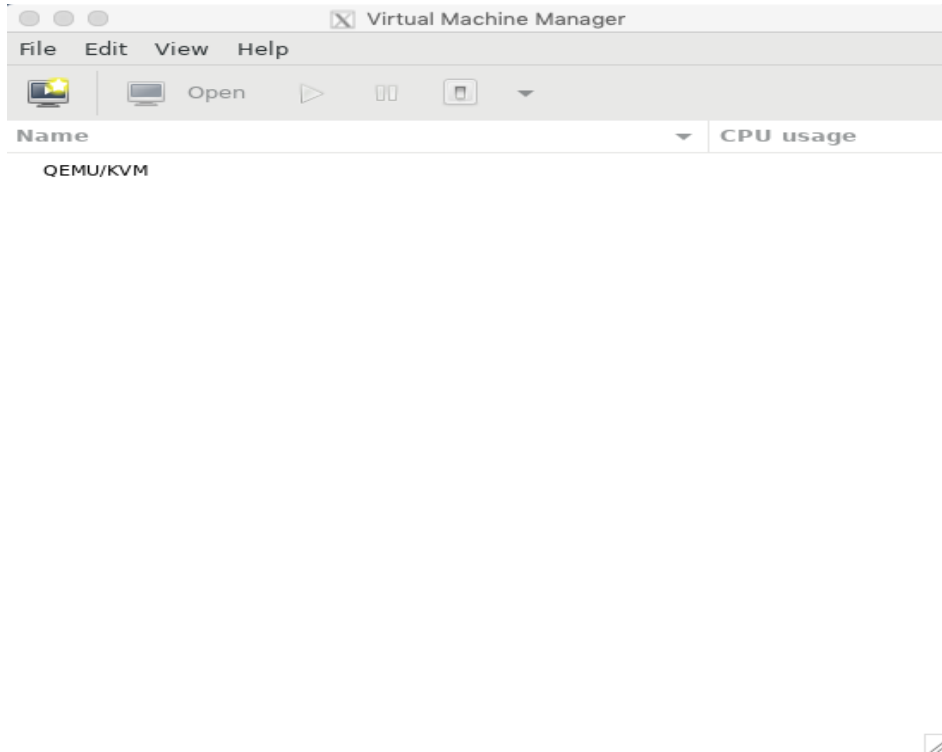 Virtual Machine Manager
File Edit View Help
Open
Name CPU usage
QEMU/KVM